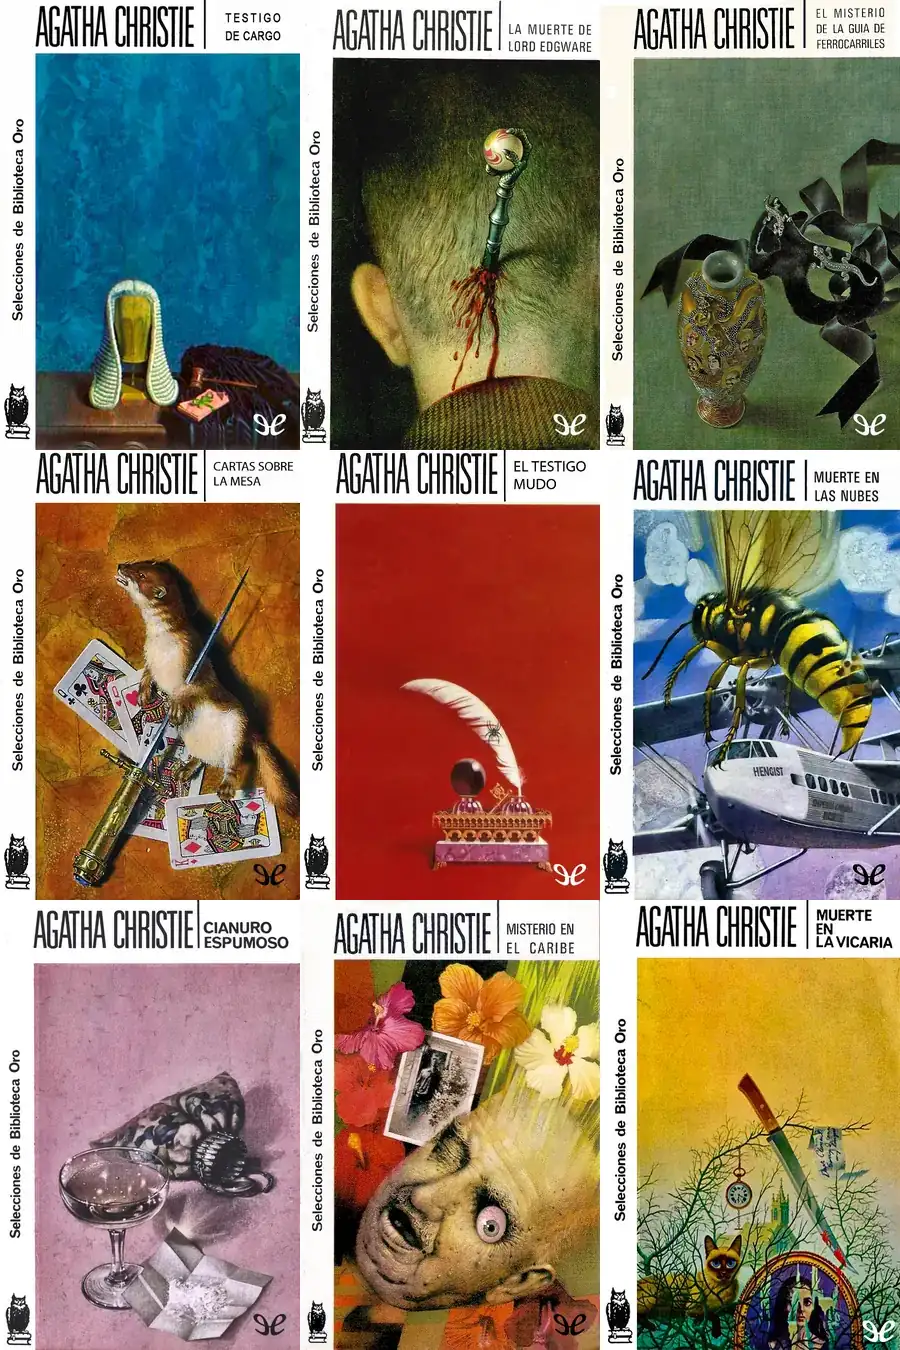 AGATHA CHRISTIE
TESTIGO
DE CARGO
Selecciones de Biblioteca Oro
AGATHA CHRISTIE
LA MUERTE DE
LORD EDGWARE
Selecciones de Biblioteca Oro
AGATHA CHRISTIE
EL MISTERIO
DE LA GUIA DE
FERROCARRILES
Selecciones de Biblioteca Oro
AGATHA CHRISTIE
CARTAS SOBRE
LA MESA
Selecciones de Biblioteca Oro
Q
K
AGATHA CHRISTIE
EL TESTIGO
MUDO
Selecciones de Biblioteca Oro
AGATHA CHRISTIE
MUERTE EN
LAS NUBES
Selecciones de Biblioteca Oro
HENGIST
AGATHA CHRISTIE
CIANURO
ESPUMOSO
Selecciones de Biblioteca Oro
AGATHA CHRISTIE
MISTERIO EN
EL CARIBE
Selecciones de Biblioteca Oro
AGATHA CHRISTIE
MUERTE
EN
LA VICARIA
Selecciones de Biblioteca Oro